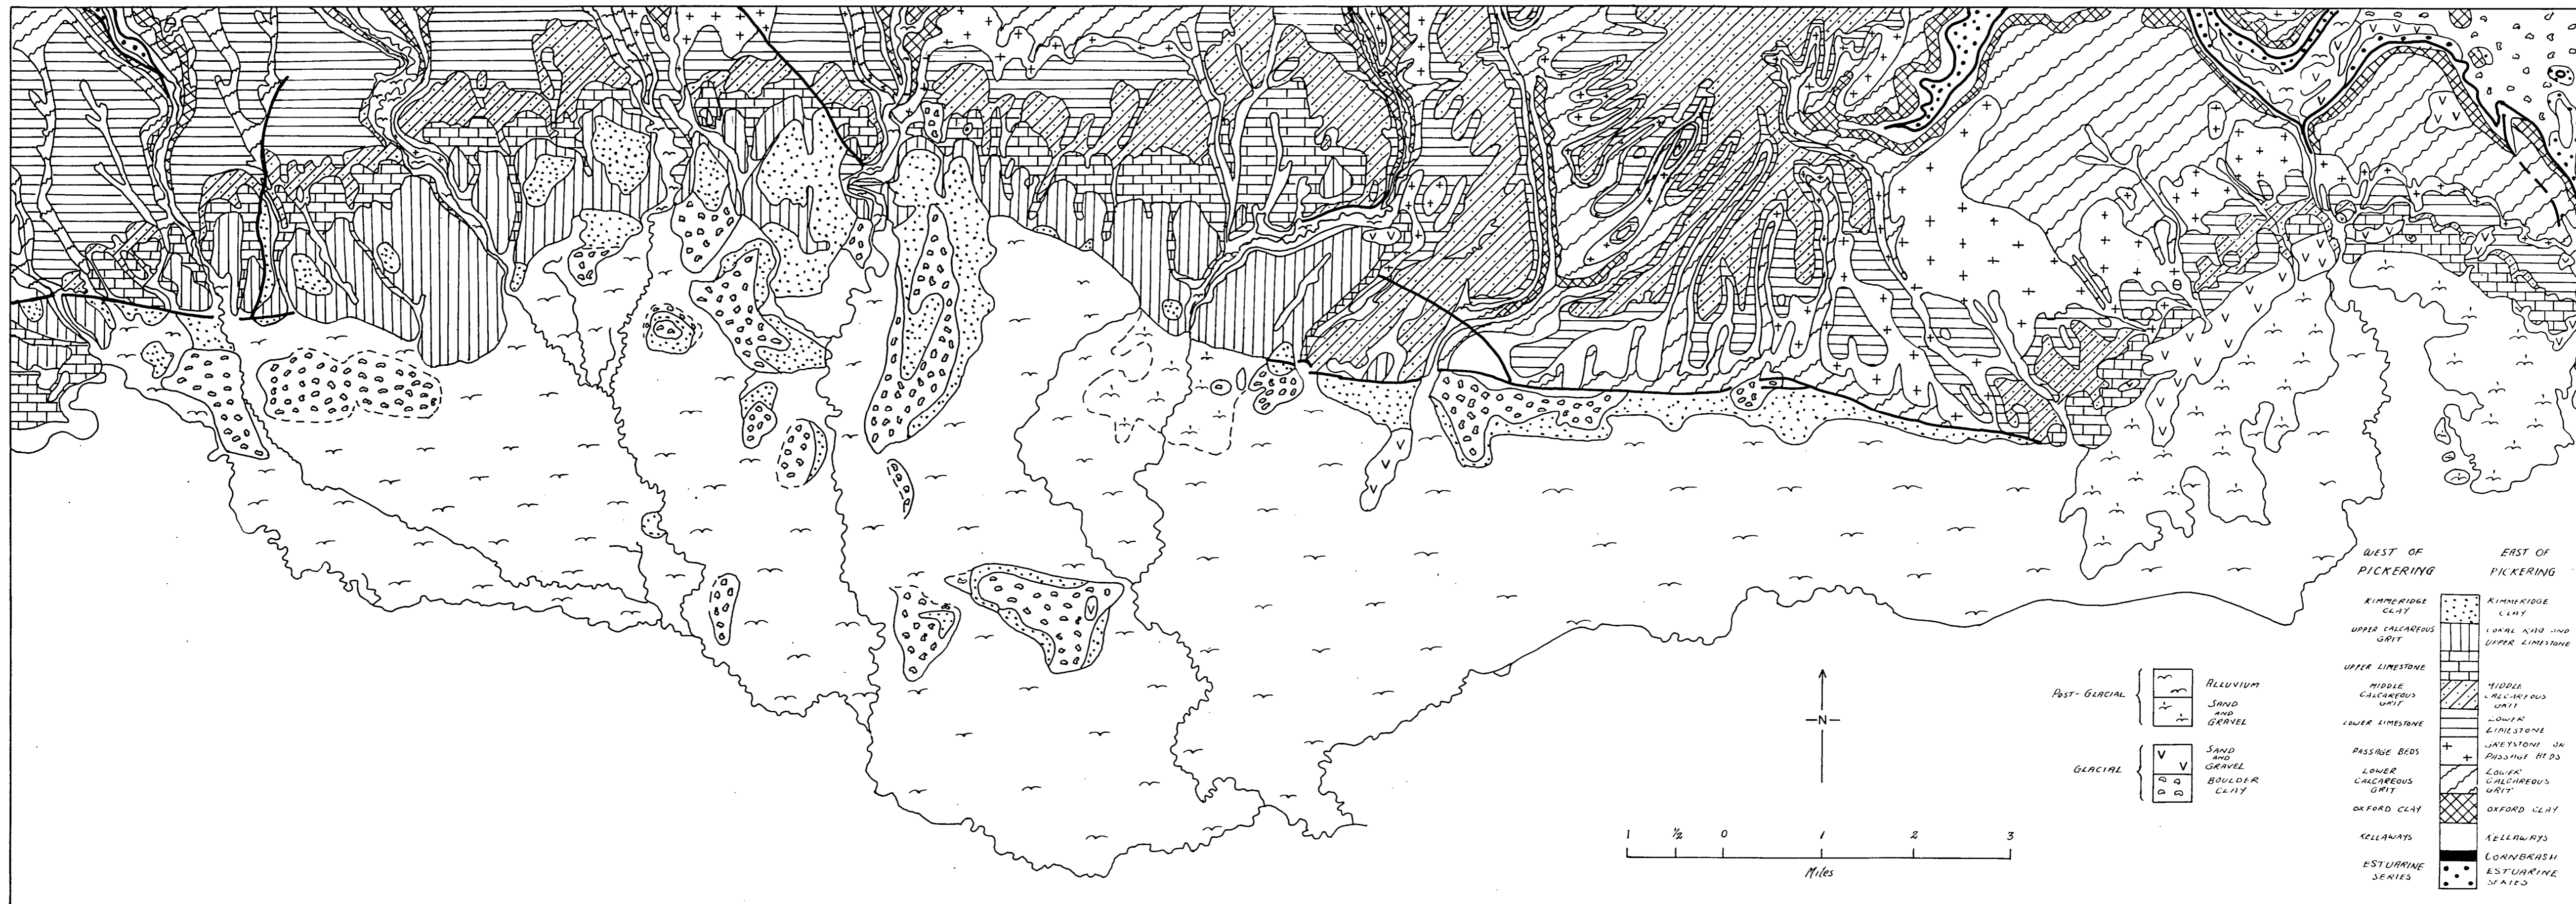 WEST OF
PICKERING
EAST OF
PICKERING
KIMMERIDGE
CLAY
KIMMERIDGE
CLAY
UPPER CALCAREOUS
GRIT
CORAL RAG AND
UPPER LIMESTONE
UPPER LIMESTONE
MIDDLE
CALCAREOUS
GRIT
MIDDLE
CALCAREOUS
GRIT
LOWER LIMESTONE
LOWER
LIMESTONE
PASSAGE BEDS
GREYSTONE OR
PASSAGE BEDS
LOWER
CALCAREOUS
GRIT
LOWER
CALCAREOUS
GRIT
OXFORD CLAY
OXFORD CLAY
KELLAWAYS
KELLAWAYS
CORNBRASH
ESTUARINE
SERIES
ESTUARINE
SERIES
POST-GLACIAL
ALLUVIUM
SAND
AND
GRAVEL
GLACIAL
SAND
AND
GRAVEL
BOULDER
CLAY
N
1 ½ 0 1 2 3
Miles